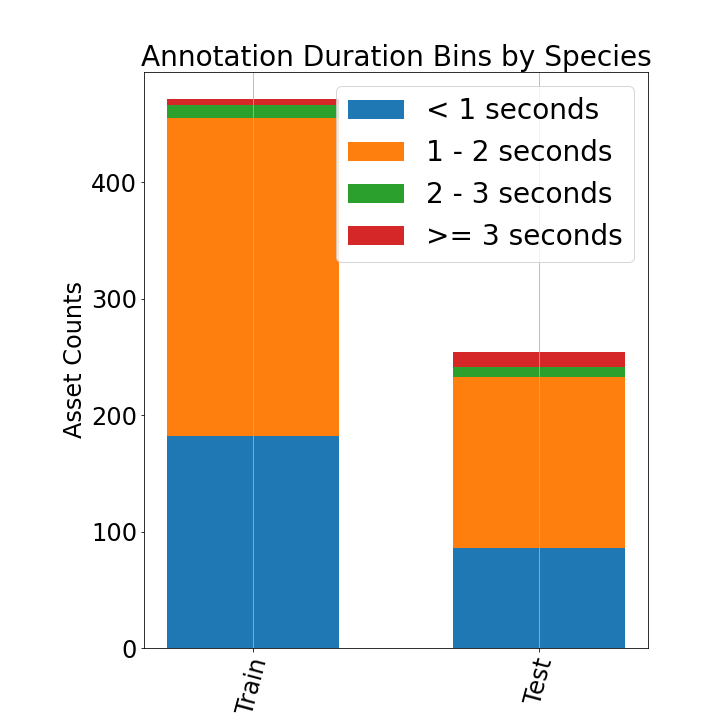 Annotation Duration Bins by Species
< 1 seconds
1 - 2 seconds
2 - 3 seconds
>= 3 seconds
Asset Counts
400
300
200
100
0
Train
Test